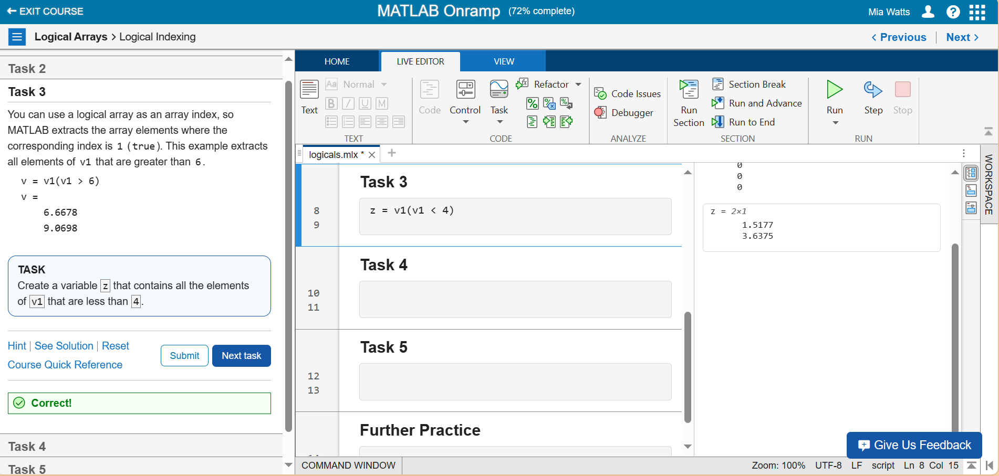 EXIT COURSE
MATLAB Onramp (72% complete)
Mia Watts
Logical Arrays > Logical Indexing
< Previous | Next >
Task 2
Task 3
You can use a logical array as an array index, so
MATLAB extracts the array elements where the
corresponding index is 1 (true). This example extracts
all elements of v1 that are greater than 6.
v = v1(v1 > 6)
v =
6.6678
9.0698
TASK
Create a variable z that contains all the elements
of v1 that are less than 4.
Hint | See Solution | Reset
Course Quick Reference
Submit
Next task
Correct!
Task 4
Task 5
HOME
LIVE EDITOR
VIEW
Text
Aa Normal
B I U M
TEXT
Code
Control
Task
Refactor
CODE
Code Issues
Debugger
ANALYZE
Run
Section
Section Break
Run and Advance
Run to End
SECTION
Run
Step
Stop
RUN
logicals.mlx * × +
Task 3
8 z = v1(v1 < 4)
9
Task 4
10
11
Task 5
12
13
Further Practice
0
0
0
z = 2×1
1.5177
3.6375
WORKSPACE
Give Us Feedback
COMMAND WINDOW
Zoom: 100% UTF-8 LF script Ln 8 Col 15